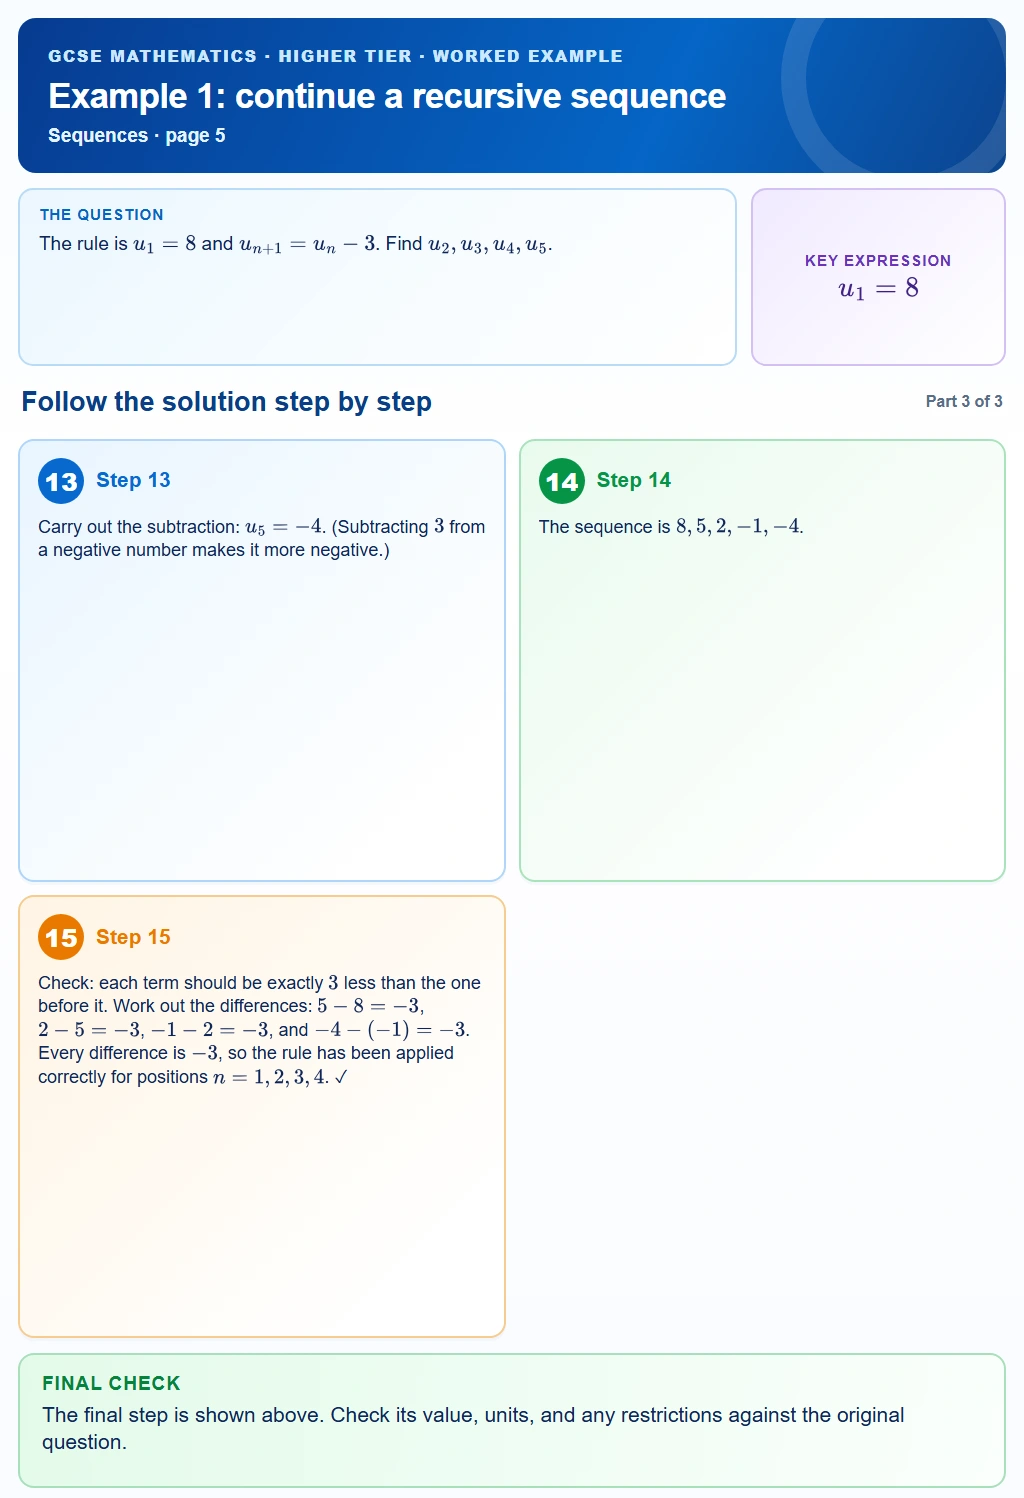 GCSE MATHEMATICS · HIGHER TIER · WORKED EXAMPLE
Example 1: continue a recursive sequence
Sequences · page 5
THE QUESTION
The rule is $u_1 = 8$ and $u_{n+1} = u_n - 3$. Find $u_2, u_3, u_4, u_5$.
KEY EXPRESSION
$u_1 = 8$
Follow the solution step by step
Part 3 of 3
13 Step 13
Carry out the subtraction: $u_5 = -4$. (Subtracting $3$ from
a negative number makes it more negative.)
14 Step 14
The sequence is $8, 5, 2, -1, -4$.
15 Step 15
Check: each term should be exactly $3$ less than the one
before it. Work out the differences: $5 - 8 = -3$,
$2 - 5 = -3$, $-1 - 2 = -3$, and $-4 - (-1) = -3$.
Every difference is $-3$, so the rule has been applied
correctly for positions $n = 1, 2, 3, 4$. ✓
FINAL CHECK
The final step is shown above. Check its value, units, and any restrictions against the original
question.